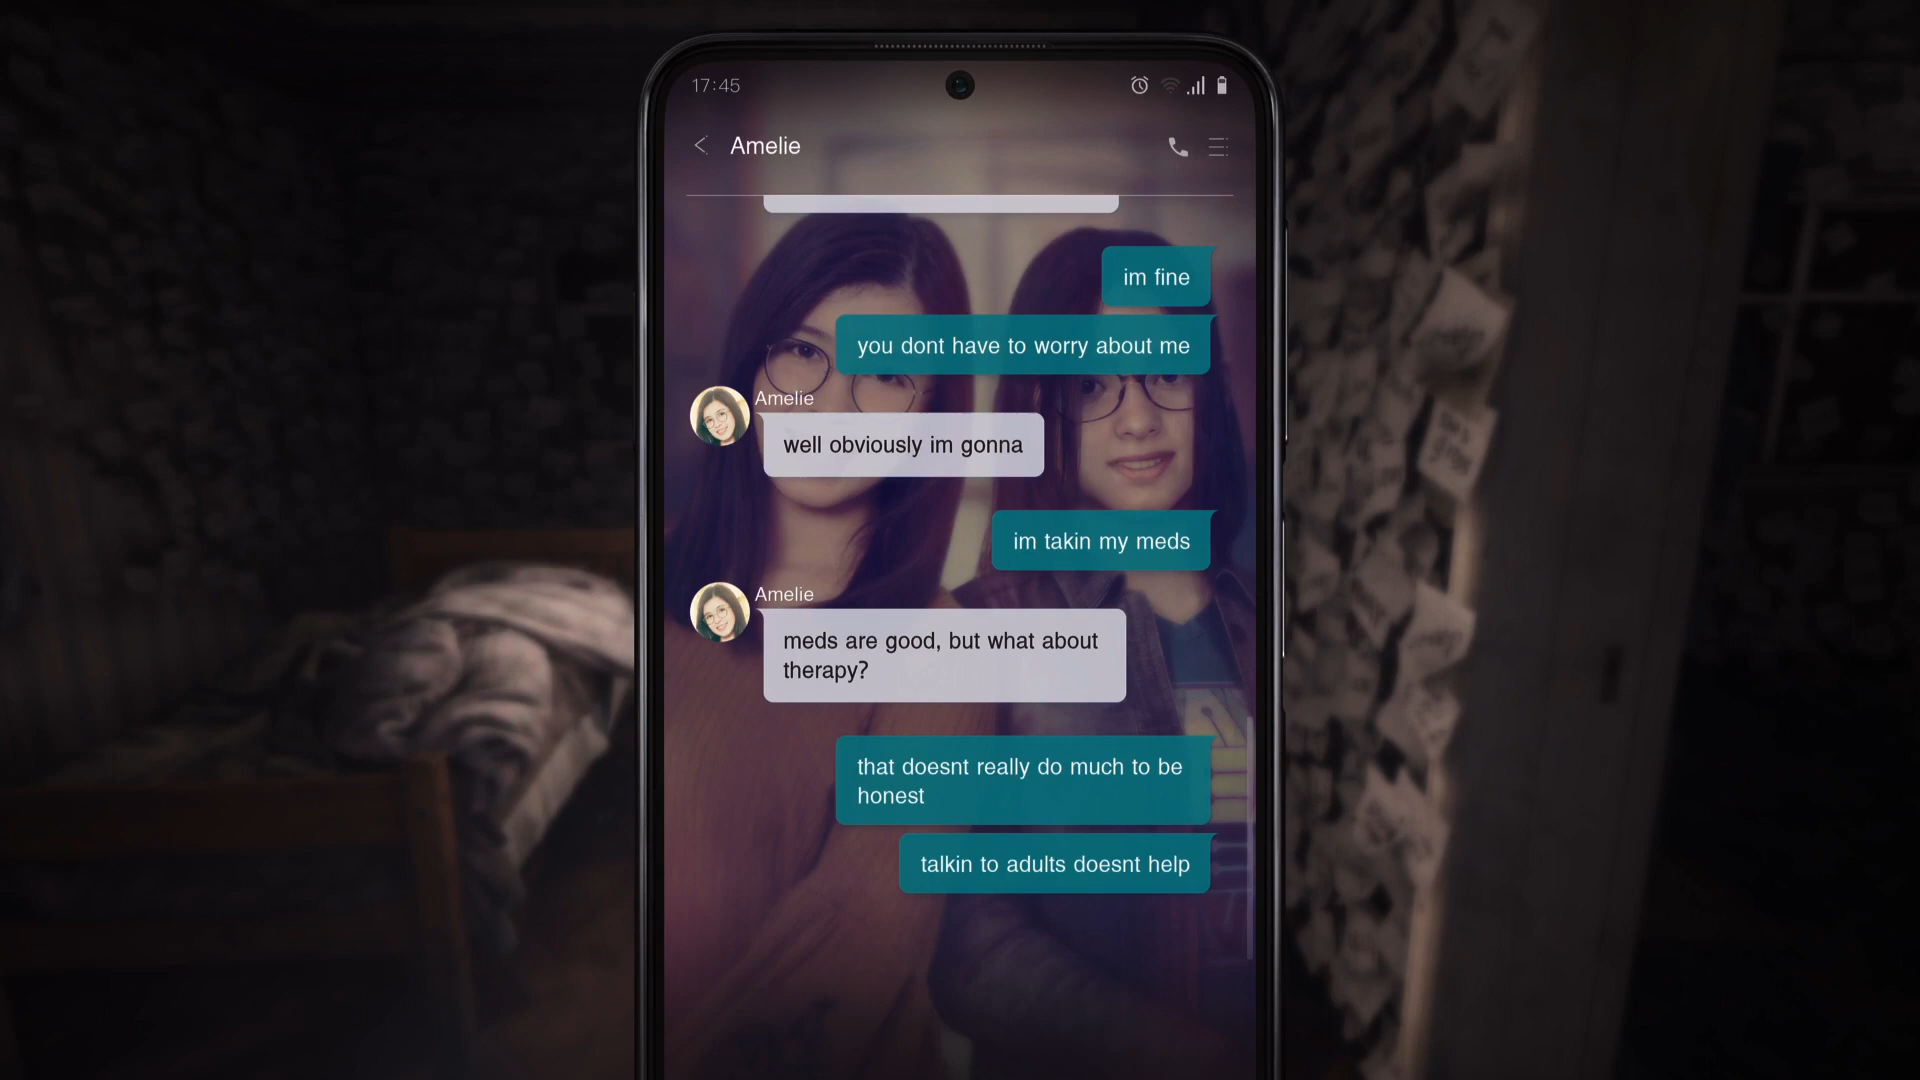 17:45
Amelie
im fine
you dont have to worry about me
Amelie
well obviously im gonna
im takin my meds
Amelie
meds are good, but what about
therapy?
that doesnt really do much to be
honest
talkin to adults doesnt help